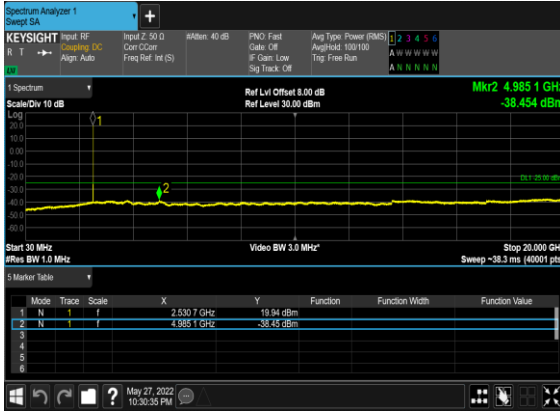 Spectrum Analyzer 1
Swept SA
+
KEYSIGHT Input: RF Input Z: 50 Ω #Atten: 40 dB PNO: Fast Avg Type: Power (RMS) 1 2 3 4 5 6
R T Coupling: DC Corr CCorr Gate: Off Avg|Hold: 100/100 A W W W W W
Align: Auto Freq Ref: Int (S) IF Gain: Low Trig: Free Run
Sig Track: Off A N N N N N
1 Spectrum Ref Lvl Offset 8.00 dB Mkr2 4.985 1 GHz
Scale/Div 10 dB Ref Level 30.00 dBm -38.454 dBm
Log
20.0
10.0
0.00
-10.0
-20.0
-30.0
-40.0
-50.0
-60.0
1
2
DL1 -25.00 dBm
Start 30 MHz Video BW 3.0 MHz* Stop 20.000 GHz
#Res BW 1.0 MHz Sweep ~38.3 ms (40001 pts)
5 Marker Table
Mode Trace Scale X Y Function Function Width Function Value
1 N 1 f 2.530 7 GHz 19.94 dBm
2 N 1 f 4.985 1 GHz -38.45 dBm
3
4
5
6
? May 27, 2022
10:30:35 PM